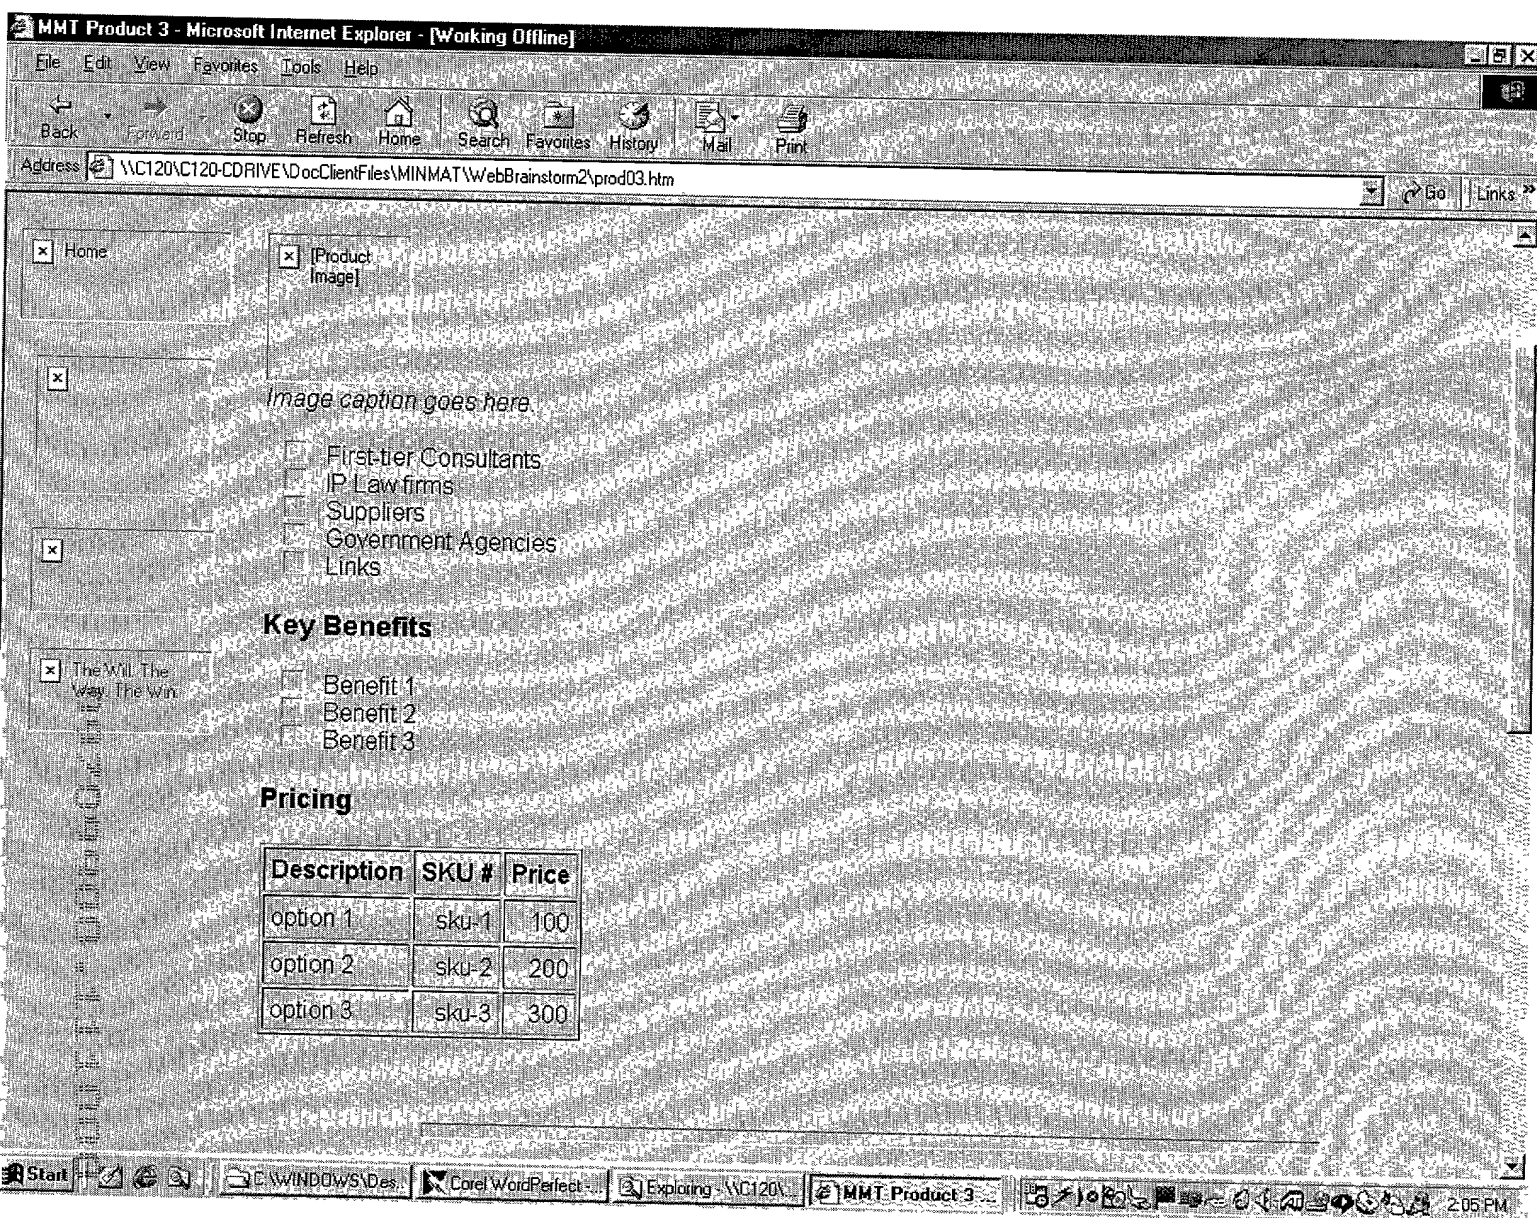 MMT Product 3 - Microsoft Internet Explorer - [Working Offline]
File Edit View Favorites Tools Help
Back Forward Stop Refresh Home Search Favorites History Mail Print
Address \\C120\C120-CDRIVE\DocClientFiles\MINMAT\WebBrainstorm2\prod03.htm Go Links »
Home
[Product
Image]
Image caption goes here.
First-tier Consultants
IP Law firms
Suppliers
Government Agencies
Links
Key Benefits
The Will. The
Way. The Win.
Benefit 1
Benefit 2
Benefit 3
Pricing
Description SKU # Price
option 1 sku-1 100
option 2 sku-2 200
option 3 sku-3 300
Start C:\WINDOWS\Des... Corel WordPerfect -... Exploring - \\C120\... MMT Product 3 ... 2:05 PM